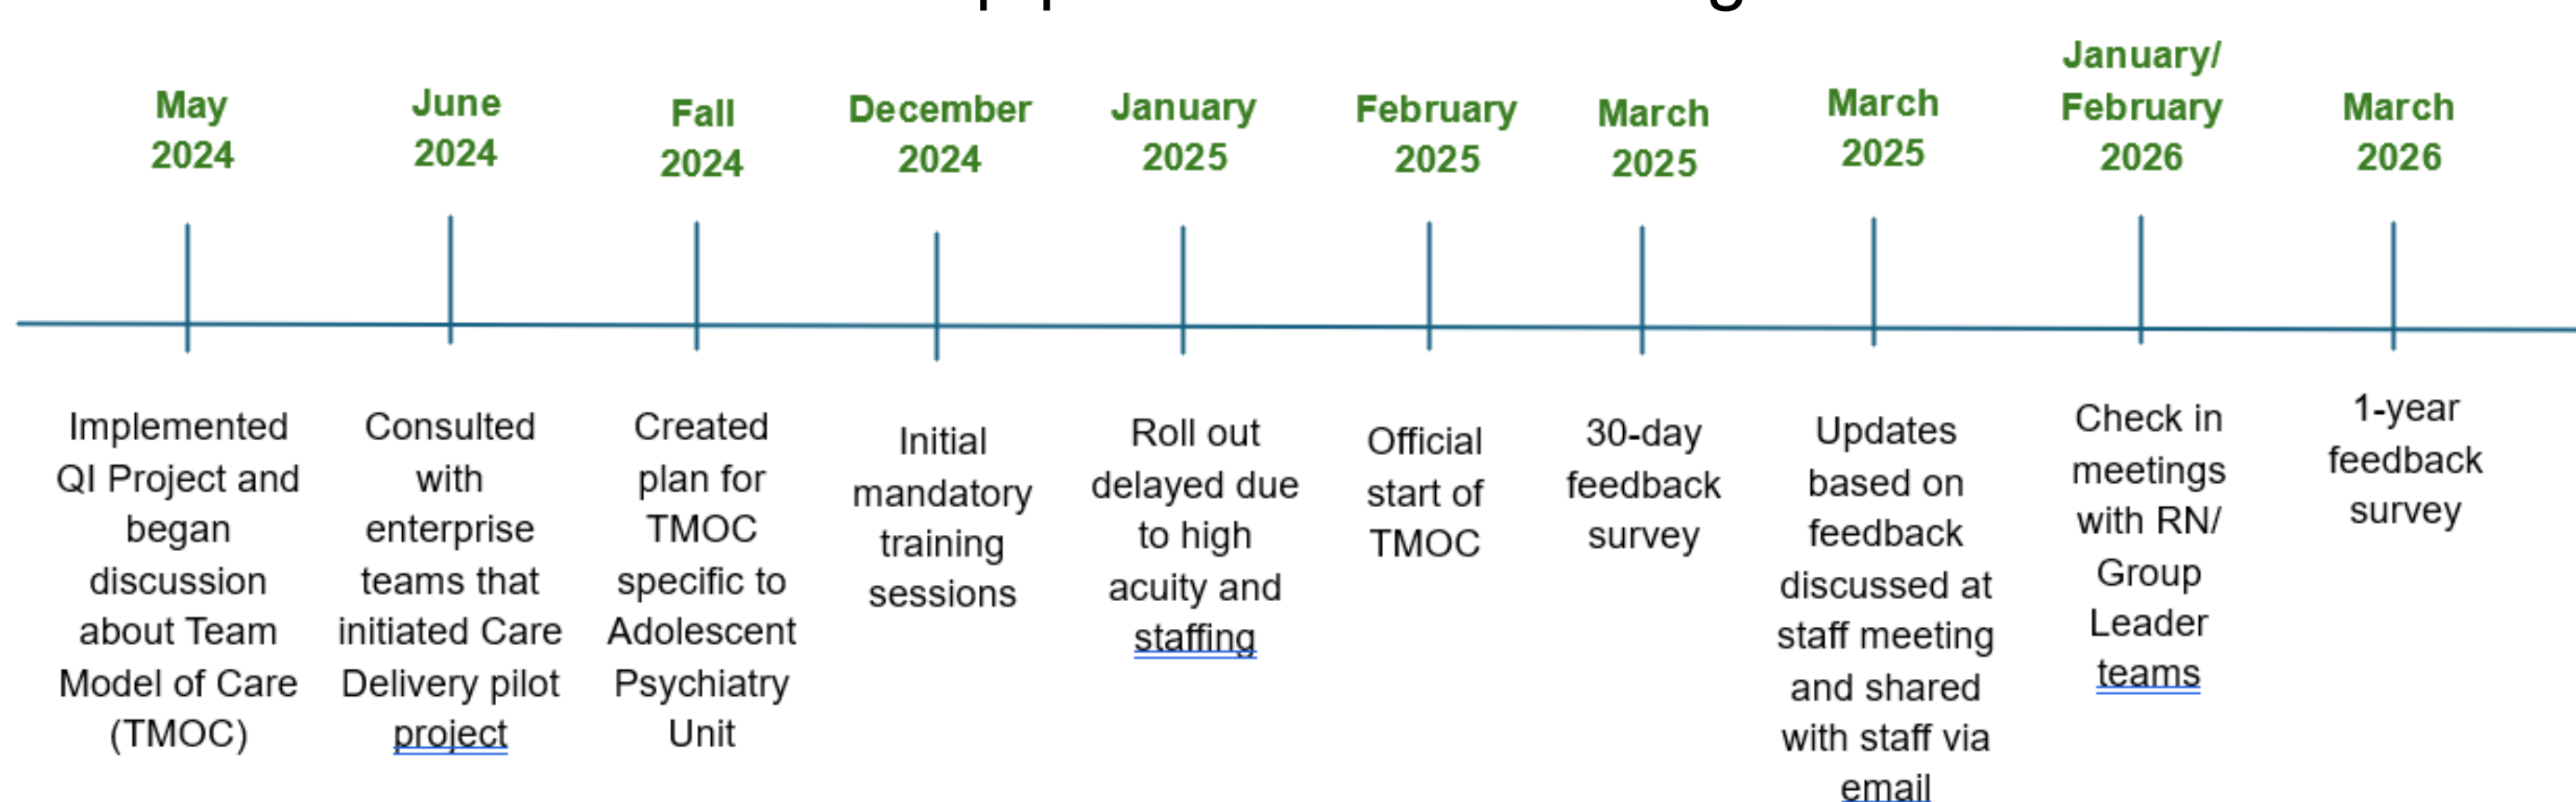 May
2024
Implemented
QI Project and
began
discussion
about Team
Model of Care
(TMOC)
June
2024
Consulted
with
enterprise
teams that
initiated Care
Delivery pilot
project
Fall
2024
Created
plan for
TMOC
specific to
Adolescent
Psychiatry
Unit
December
2024
Initial
mandatory
training
sessions
January
2025
Roll out
delayed due
to high
acuity and
staffing
February
2025
Official
start of
TMOC
March
2025
30-day
feedback
survey
March
2025
Updates
based on
feedback
discussed at
staff meeting
and shared
with staff via
email
January/
February
2026
Check in
meetings
with RN/
Group
Leader
teams
March
2026
1-year
feedback
survey